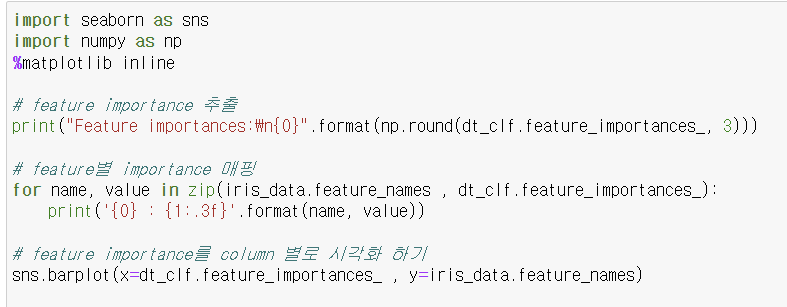 import seaborn as sns
import numpy as np
%matplotlib inline
# feature importance 추출
print("Feature importances:₩n{0}".format(np.round(dt_clf.feature_importances_, 3)))
# feature별 importance 매핑
for name, value in zip(iris_data.feature_names , dt_clf.feature_importances_):
    print('{0} : {1:.3f}'.format(name, value))
# feature importance를 column 별로 시각화 하기
sns.barplot(x=dt_clf.feature_importances_ , y=iris_data.feature_names)